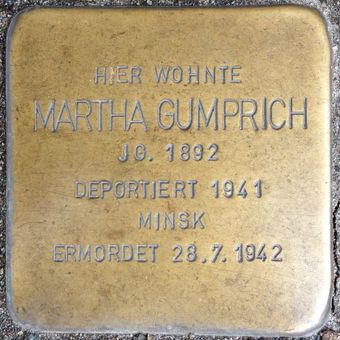 HIER WOHNTE
MARTHA GUMPRICH
JG. 1892
DEPORTIERT 1941
MINSK
ERMORDET 28.7.1942